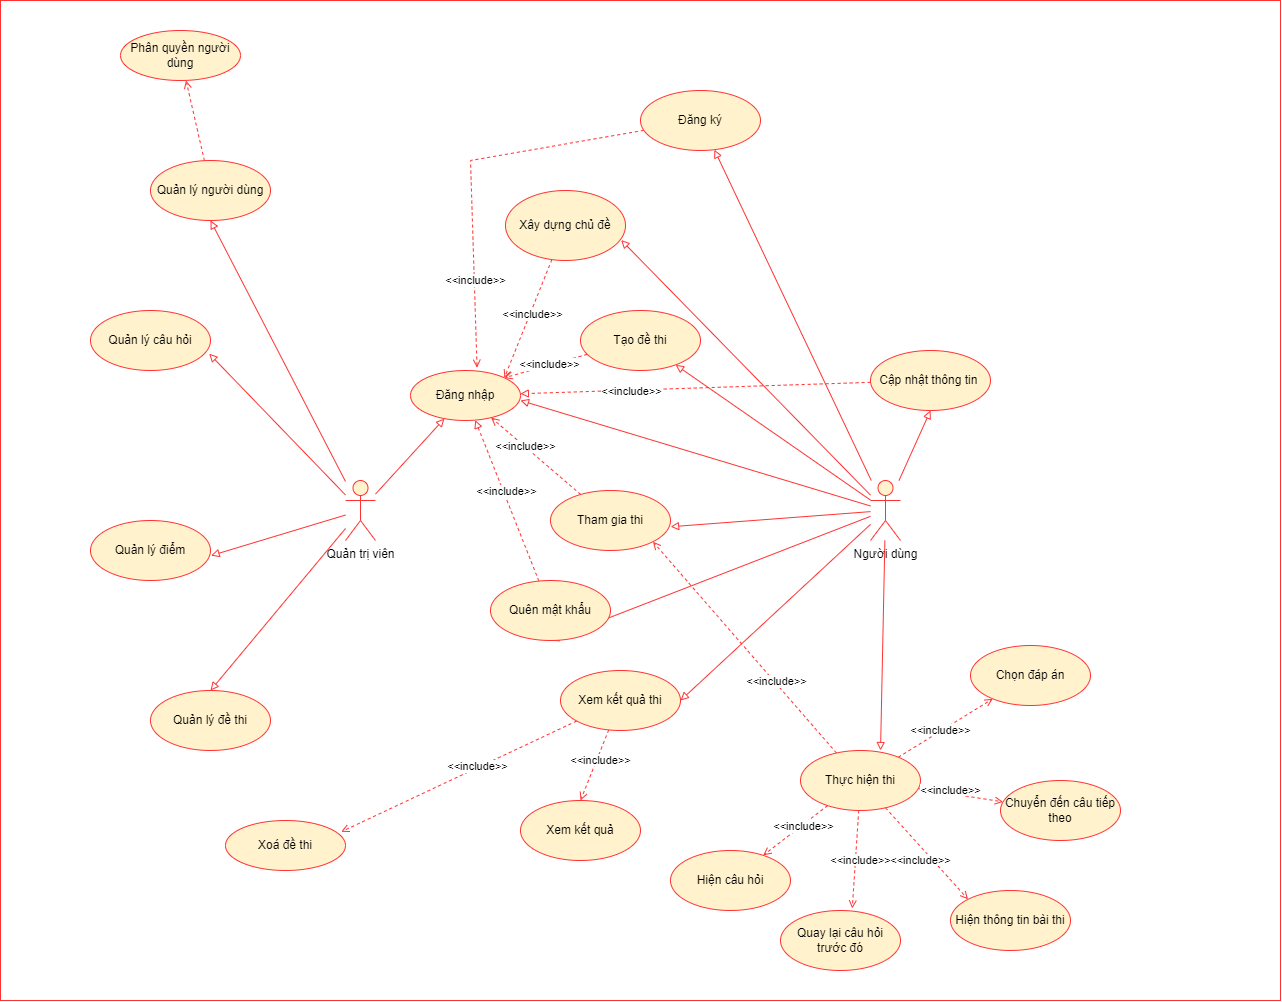 Phân quyền người
dùng
Đăng ký
Quản lý người dùng
Xây dựng chủ đề
<<include>>
<<include>>
Quản lý câu hỏi
Tạo đề thi
<<include>>
Cập nhật thông tin
<<include>>
Đăng nhập
<<include>>
<<include>>
Tham gia thi
Quản lý điểm
Quản trị viên
Người dùng
Quên mật khẩu
Chọn đáp án
<<include>>
Xem kết quả thi
Quản lý đề thi
<<include>>
<<include>>
<<include>>
Thực hiện thi
<<include>>
Chuyển đến câu tiếp
theo
<<include>>
Xem kết quả
Xoá đề thi
<<include>>
<<include>>
Hiện câu hỏi
Hiện thông tin bài thi
Quay lại câu hỏi
trước đó